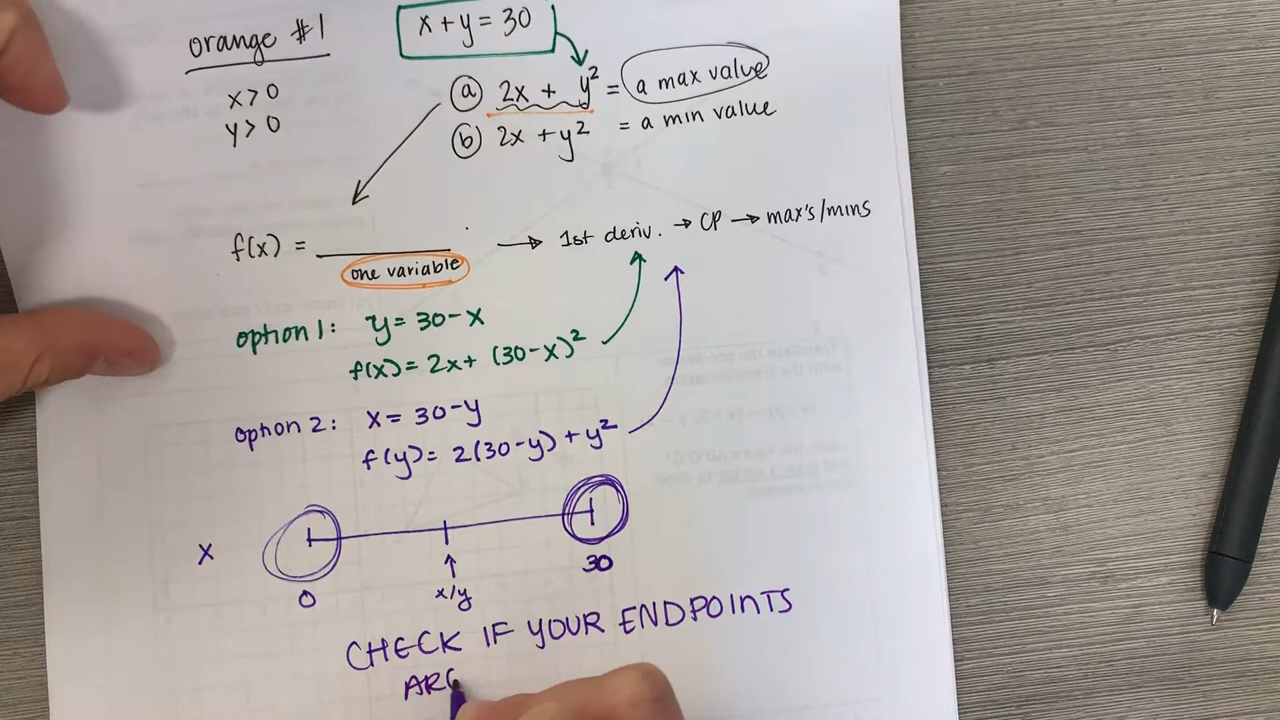 orange #1
x + y = 30
x > 0
y > 0
(a) 2x + y² = a max value
(b) 2x + y² = a min value
f(x) = ________ → 1st deriv. → CP → max's/mins
one variable
option 1: y = 30 - x
f(x) = 2x + (30 - x)²
option 2: x = 30 - y
f(y) = 2(30 - y) + y²
x
0
x/y
30
CHECK IF YOUR ENDPOINTS